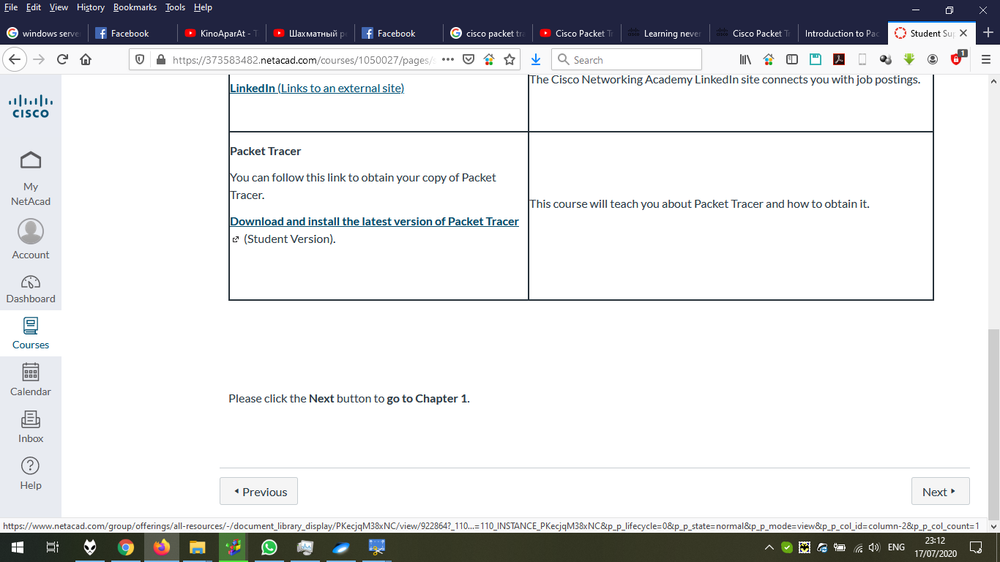 File Edit View History Bookmarks Tools Help
windows serve
Facebook
KinoAparAt - T
Шахматный р
Facebook
cisco packet tra
Cisco Packet Tr
Learning never
Cisco Packet Tr
Introduction to Pac
Student Sup
https://373583482.netacad.com/courses/1050027/pages/s
Search
1
CISCO
My
NetAcad
Account
Dashboard
Courses
Calendar
Inbox
Help
LinkedIn (Links to an external site)
The Cisco Networking Academy LinkedIn site connects you with job postings.
Packet Tracer
You can follow this link to obtain your copy of Packet
Tracer.
Download and install the latest version of Packet Tracer
(Student Version).
This course will teach you about Packet Tracer and how to obtain it.
Please click the Next button to go to Chapter 1.
Previous
Next
https://www.netacad.com/group/offerings/all-resources/-/document_library_display/PKecjqM38xNC/view/922864?_110...=110_INSTANCE_PKecjqM38xNC&p_p_lifecycle=0&p_p_state=normal&p_p_mode=view&p_p_col_id=column-2&p_p_col_count=1
ENG
23:12
17/07/2020